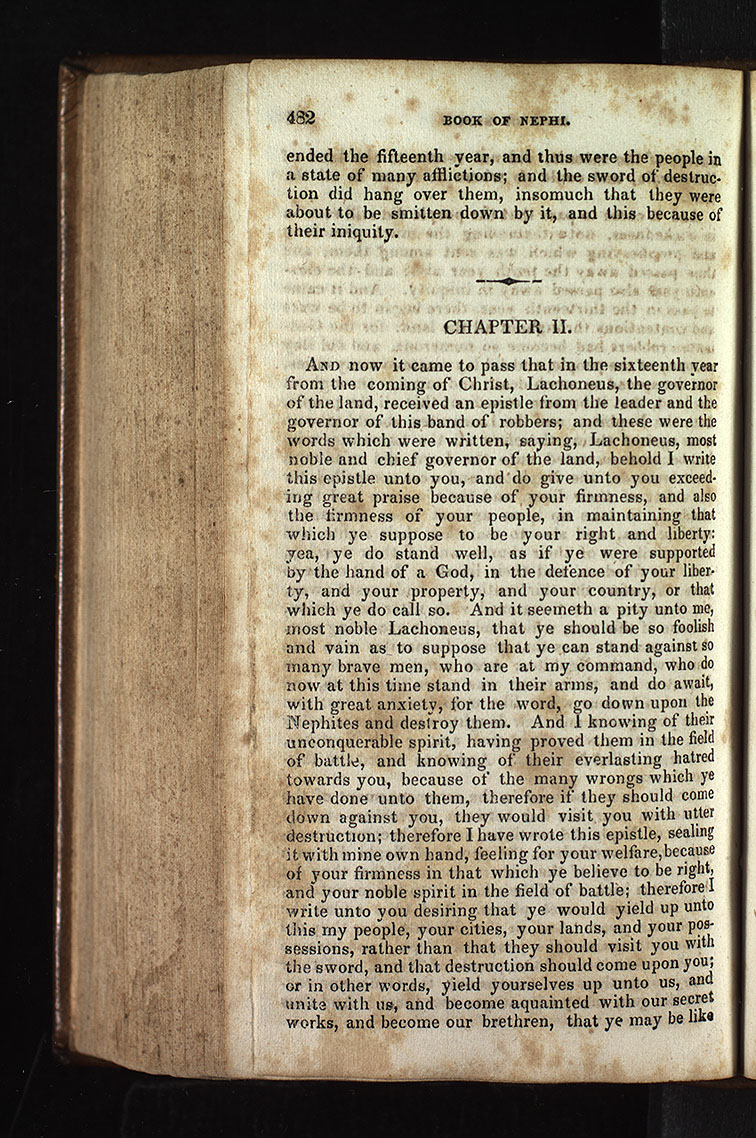 482 BOOK OF NEPHI.
ended the fifteenth year, and thus were the people in
a state of many afflictions; and the sword of destruc-
tion did hang over them, insomuch that they were
about to be smitten down by it, and this because of
their iniquity.
CHAPTER II.
AND now it came to pass that in the sixteenth year
from the coming of Christ, Lachoneus, the governor
of the land, received an epistle from the leader and the
governor of this band of robbers; and these were the
words which were written, saying, Lachoneus, most
noble and chief governor of the land, behold I write
this epistle unto you, and do give unto you exceed-
ing great praise because of your firmness, and also
the firmness of your people, in maintaining that
which ye suppose to be your right and liberty:
yea, ye do stand well, as if ye were supported
by the hand of a God, in the defence of your liber-
ty, and your property, and your country, or that
which ye do call so. And it seemeth a pity unto me,
most noble Lachoneus, that ye should be so foolish
and vain as to suppose that ye can stand against so
many brave men, who are at my command, who do
now at this time stand in their arms, and do await,
with great anxiety, for the word, go down upon the
Nephites and destroy them. And I knowing of their
unconquerable spirit, having proved them in the field
of battle, and knowing of their everlasting hatred
towards you, because of the many wrongs which ye
have done unto them, therefore if they should come
down against you, they would visit you with utter
destruction; therefore I have wrote this epistle, sealing
it with mine own hand, feeling for your welfare, because
of your firmness in that which ye believe to be right,
and your noble spirit in the field of battle; therefore I
write unto you desiring that ye would yield up unto
this my people, your cities, your lands, and your pos-
sessions, rather than that they should visit you with
the sword, and that destruction should come upon you;
or in other words, yield yourselves up unto us, and
unite with us, and become aquainted with our secret
works, and become our brethren, that ye may be like